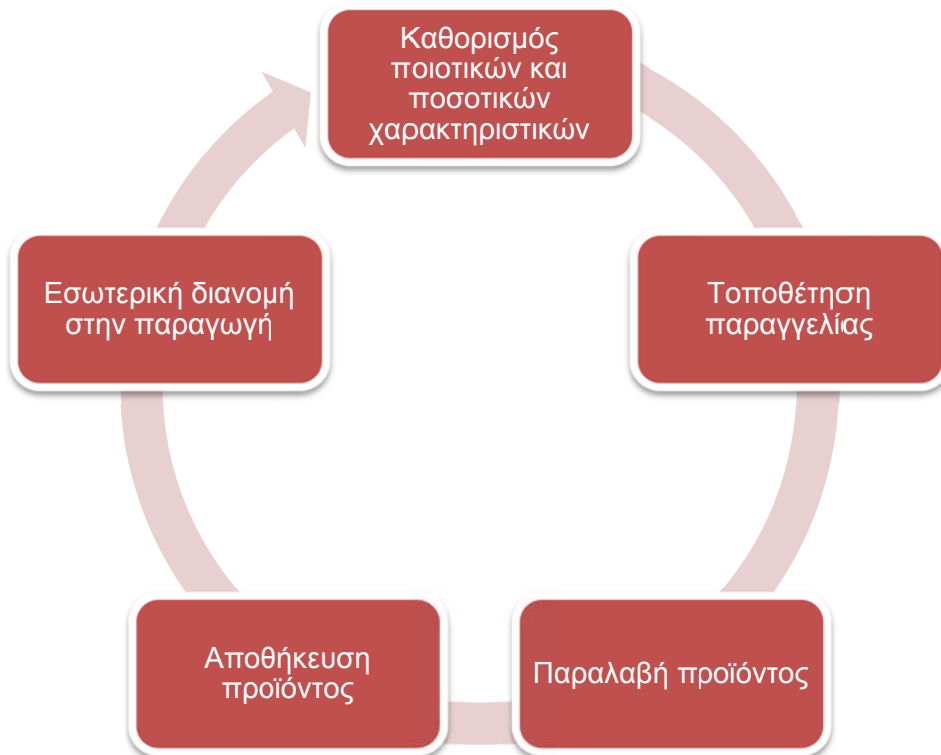 Καθορισμός
ποιοτικών και
ποσοτικών
χαρακτηριστικών
Τοποθέτηση
παραγγελίας
Παραλαβή προϊόντος
Αποθήκευση
προϊόντος
Εσωτερική διανομή
στην παραγωγή